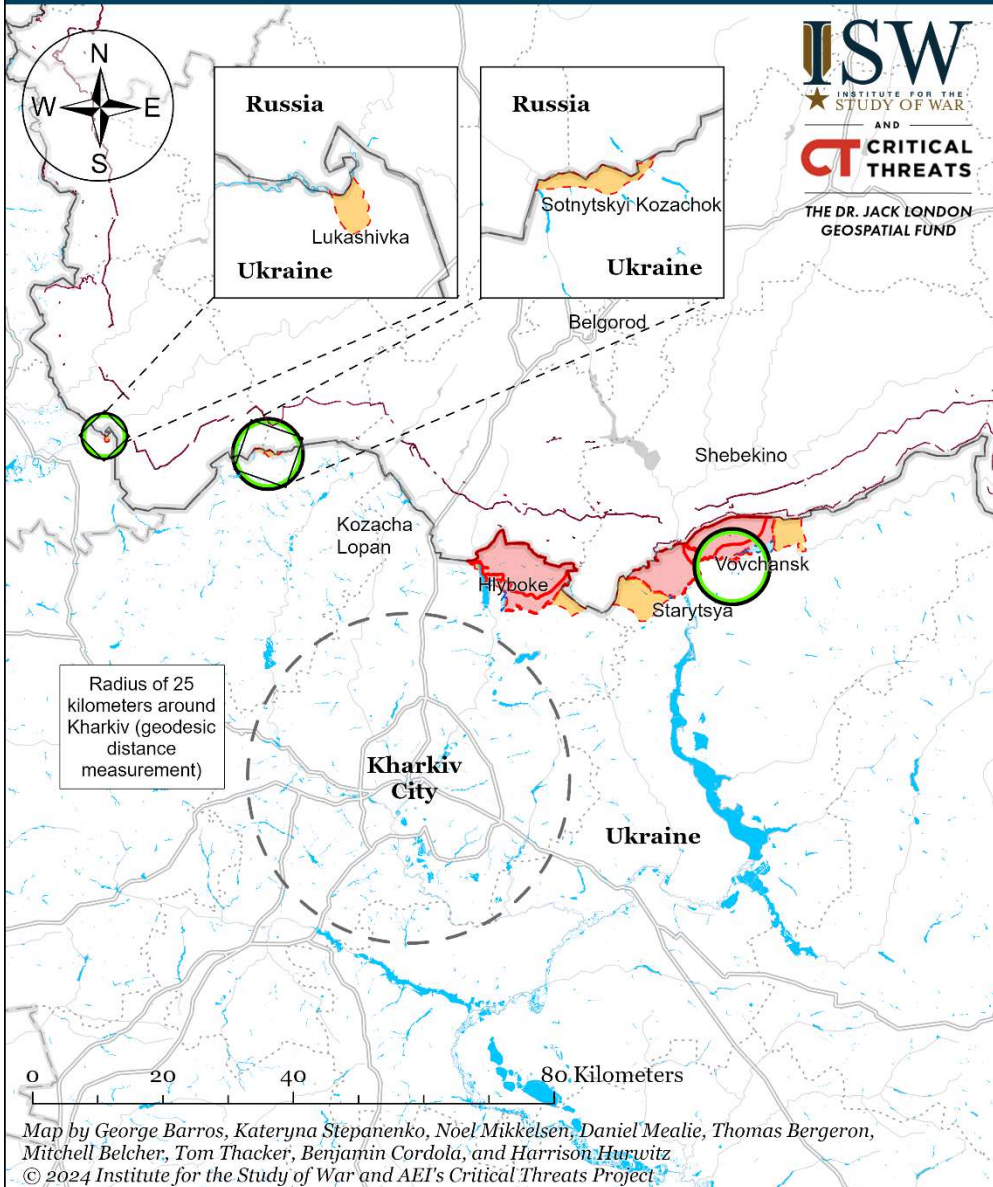 N
W
E
S
Russia
Lukashivka
Ukraine
Russia
Sotnytskyi Kozachok
Ukraine
ISW
INSTITUTE FOR THE
STUDY OF WAR
AND
CT CRITICAL
THREATS
THE DR. JACK LONDON
GEOSPATIAL FUND
Belgorod
Shebekino
Kozacha
Lopan
Hlyboke
Vovchansk
Starytsya
Radius of 25
kilometers around
Kharkiv (geodesic
distance
measurement)
Kharkiv
City
Ukraine
0 20 40 80 Kilometers
Map by George Barros, Kateryna Stepanenko, Noel Mikkelsen, Daniel Mealie, Thomas Bergeron,
Mitchell Belcher, Tom Thacker, Benjamin Cordola, and Harrison Hurwitz
© 2024 Institute for the Study of War and AEI's Critical Threats Project